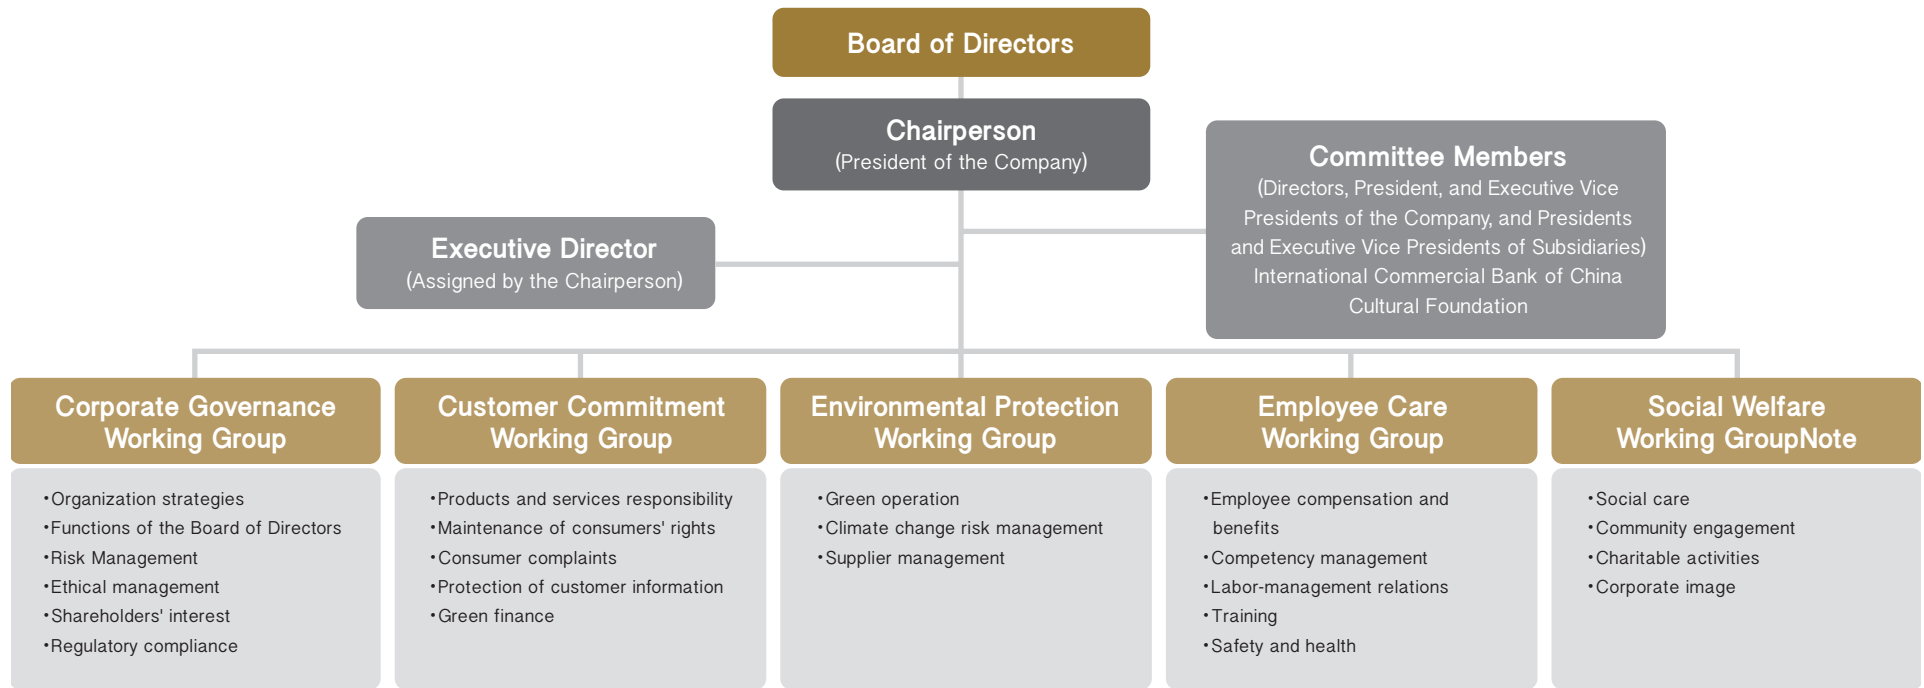 Board of Directors
Chairperson
(President of the Company)
Committee Members
(Directors, President, and Executive Vice
Presidents of the Company, and Presidents
and Executive Vice Presidents of Subsidiaries)
International Commercial Bank of China
Cultural Foundation
Executive Director
(Assigned by the Chairperson)
Corporate Governance
Working Group
•Organization strategies
•Functions of the Board of Directors
•Risk Management
•Ethical management
•Shareholders' interest
•Regulatory compliance
Customer Commitment
Working Group
•Products and services responsibility
•Maintenance of consumers' rights
•Consumer complaints
•Protection of customer information
•Green finance
Environmental Protection
Working Group
•Green operation
•Climate change risk management
•Supplier management
Employee Care
Working Group
•Employee compensation and
benefits
•Competency management
•Labor-management relations
•Training
•Safety and health
Social Welfare
Working GroupNote
•Social care
•Community engagement
•Charitable activities
•Corporate image